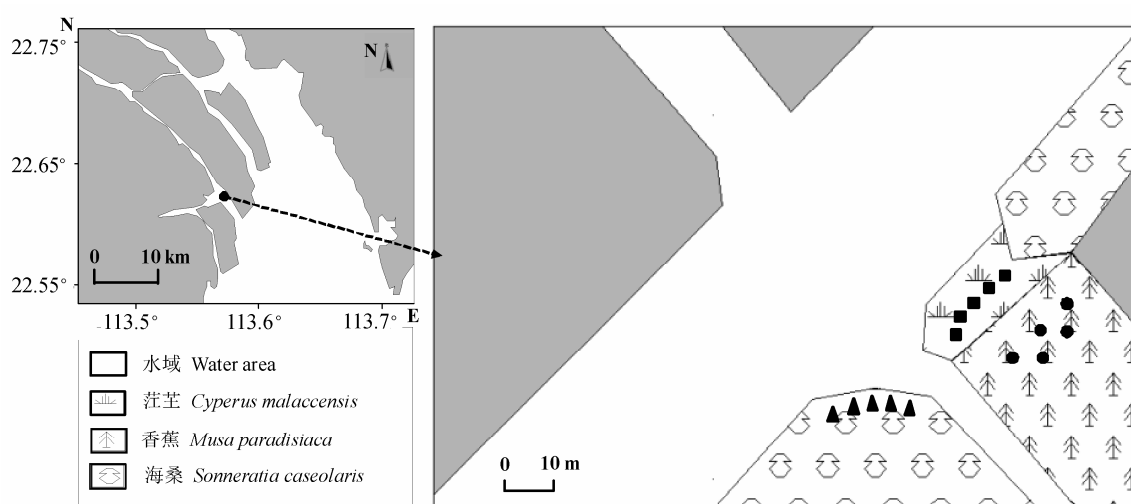 N
22.75°
N
22.65°
0 10 km
22.55°
E
113.5° 113.6° 113.7°
水域 Water area
茳芏 Cyperus malaccensis
香蕉 Musa paradisiaca
海桑 Sonneratia caseolaris
0 10 m